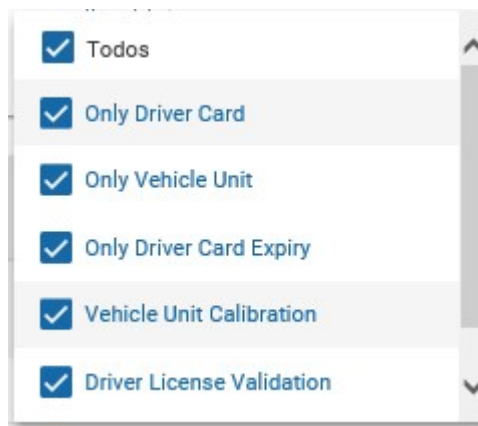 Todos
Only Driver Card
Only Vehicle Unit
Only Driver Card Expiry
Vehicle Unit Calibration
Driver License Validation